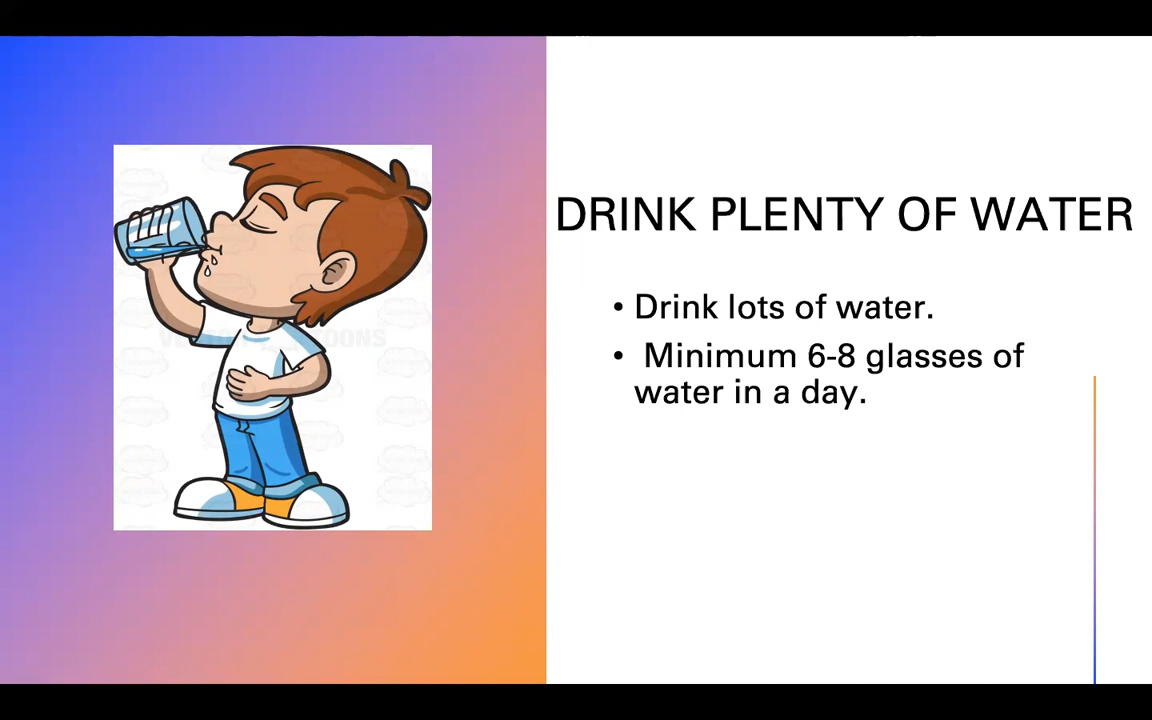 DRINK PLENTY OF WATER
• Drink lots of water.
• Minimum 6-8 glasses of
water in a day.